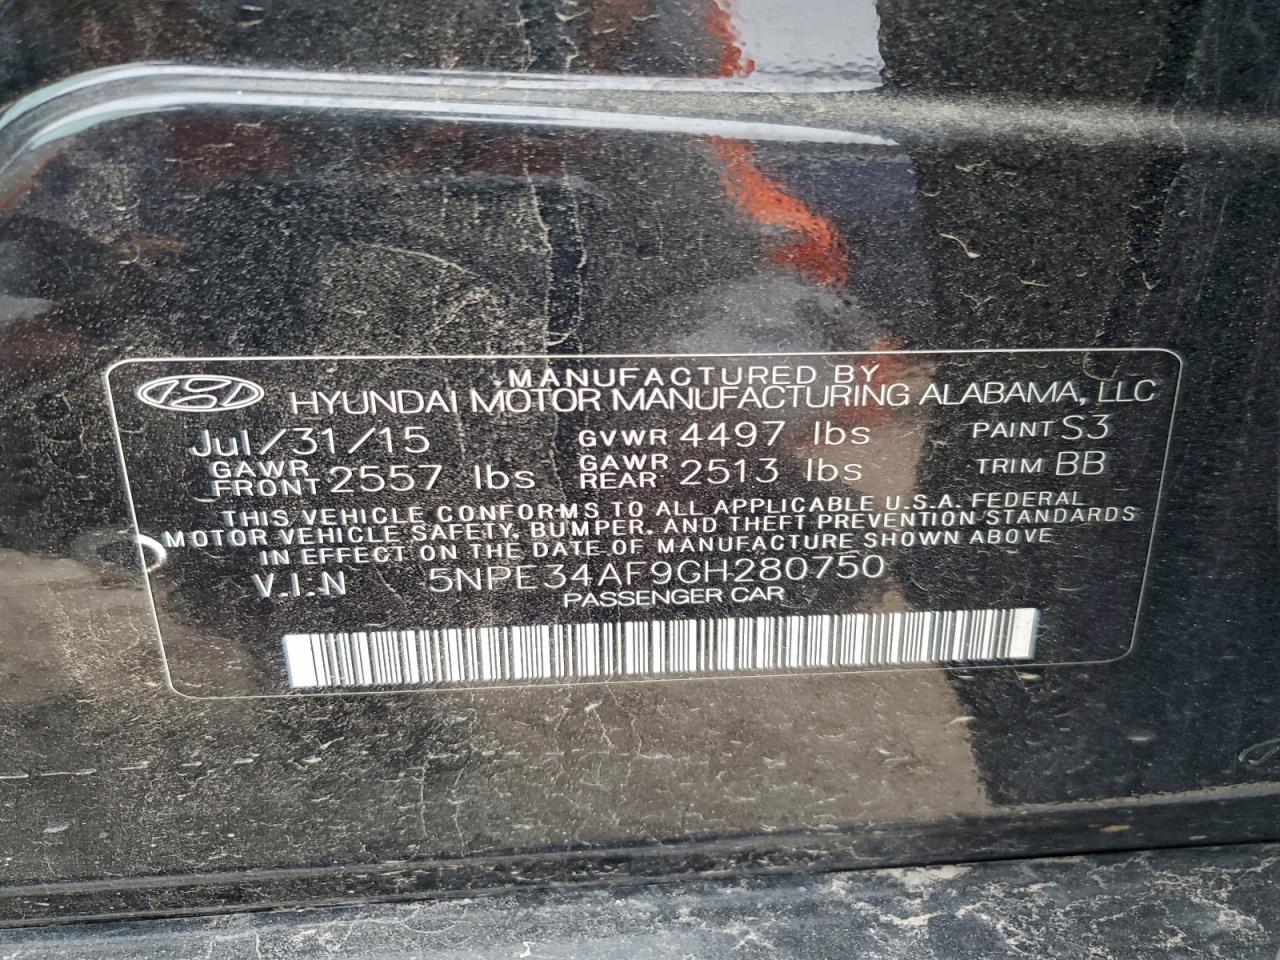 MANUFACTURED BY
HYUNDAI MOTOR MANUFACTURING ALABAMA, LLC
Jul/31/15 GVWR 4497 lbs PAINT S3
GAWR FRONT 2557 lbs GAWR REAR 2513 lbs TRIM BB
THIS VEHICLE CONFORMS TO ALL APPLICABLE U.S.A. FEDERAL
MOTOR VEHICLE SAFETY, BUMPER, AND THEFT PREVENTION STANDARDS
IN EFFECT ON THE DATE OF MANUFACTURE SHOWN ABOVE
V.I.N 5NPE34AF9GH280750
PASSENGER CAR